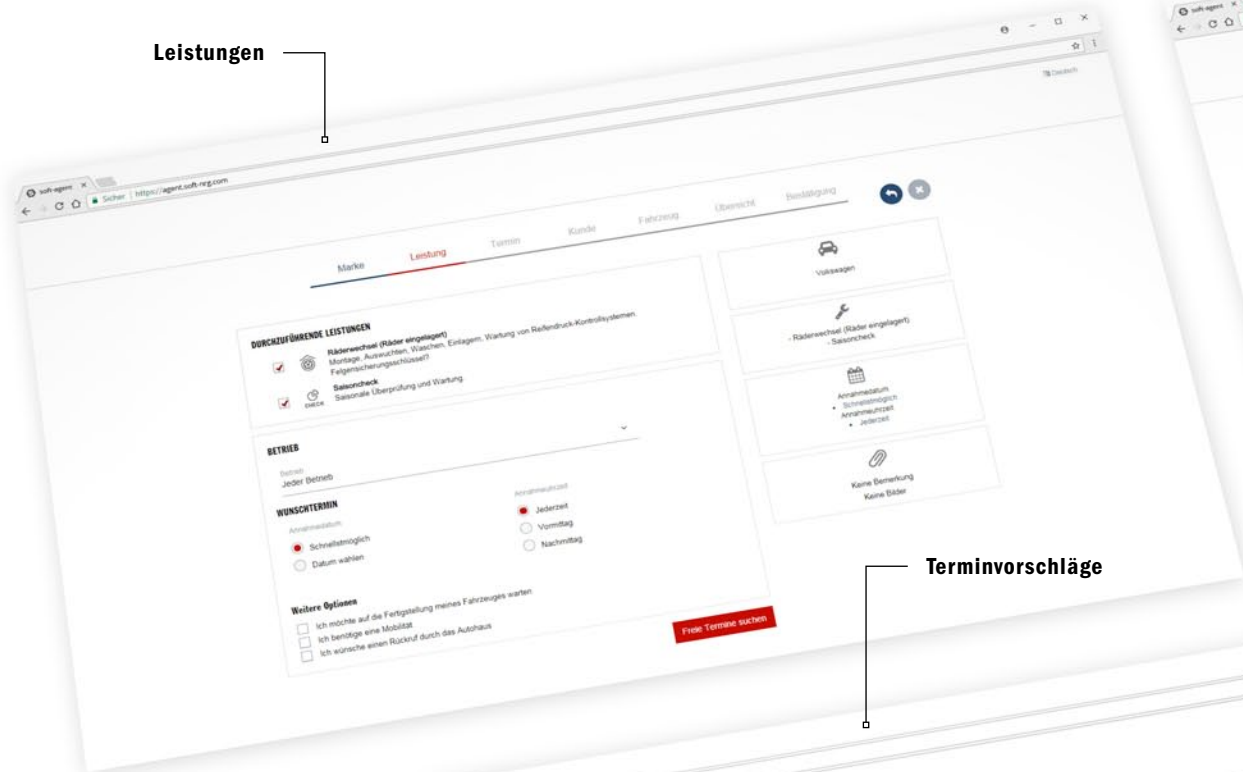 Leistungen
soft-agent
soft-agent
Sicher | https://agent.soft-nrg.com
Deutsch
Marke
Leistung
Termin
Kunde
Fahrzeug
Übersicht
Bestätigung
DURCHZUFÜHRENDE LEISTUNGEN
Räderwechsel (Räder eingelagert)
Montage, Auswuchten, Waschen, Einlagern, Wartung von Reifendruck-Kontrollsystemen.
Felgensicherungsschlüssel?
CHECK
Saisoncheck
Saisonale Überprüfung und Wartung.
BETRIEB
Betrieb
Jeder Betrieb
WUNSCHTERMIN
Annahmedatum
Schnellstmöglich
Datum wählen
Annahmeuhrzeit
Jederzeit
Vormittag
Nachmittag
Weitere Optionen
Ich möchte auf die Fertigstellung meines Fahrzeuges warten
Ich benötige eine Mobilität
Ich wünsche einen Rückruf durch das Autohaus
Freie Termine suchen
Volkswagen
- Räderwechsel (Räder eingelagert)
- Saisoncheck
Annahmedatum
• Schnellstmöglich
Annahmeuhrzeit
• Jederzeit
Keine Bemerkung
Keine Bilder
Terminvorschläge